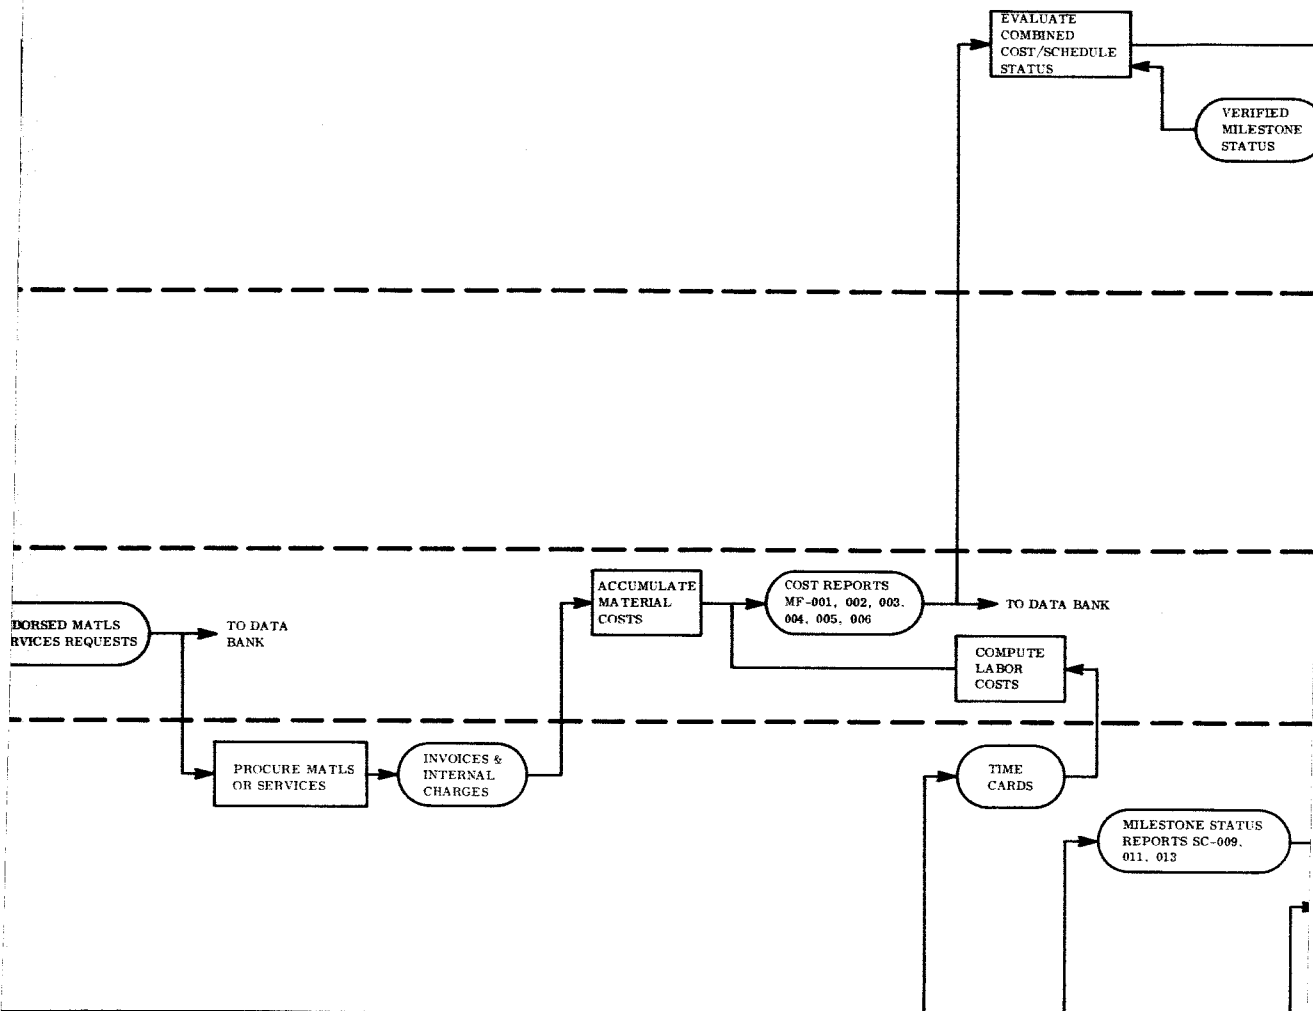 EVALUATE
COMBINED
COST/SCHEDULE
STATUS
VERIFIED
MILESTONE
STATUS
DORSED MATLS
RVICES REQUESTS
TO DATA
BANK
ACCUMULATE
MATERIAL
COSTS
COST REPORTS
MF-001, 002, 003.
004, 005, 006
TO DATA BANK
COMPUTE
LABOR
COSTS
PROCURE MATLS
OR SERVICES
INVOICES &
INTERNAL
CHARGES
TIME
CARDS
MILESTONE STATUS
REPORTS SC-009.
011, 013